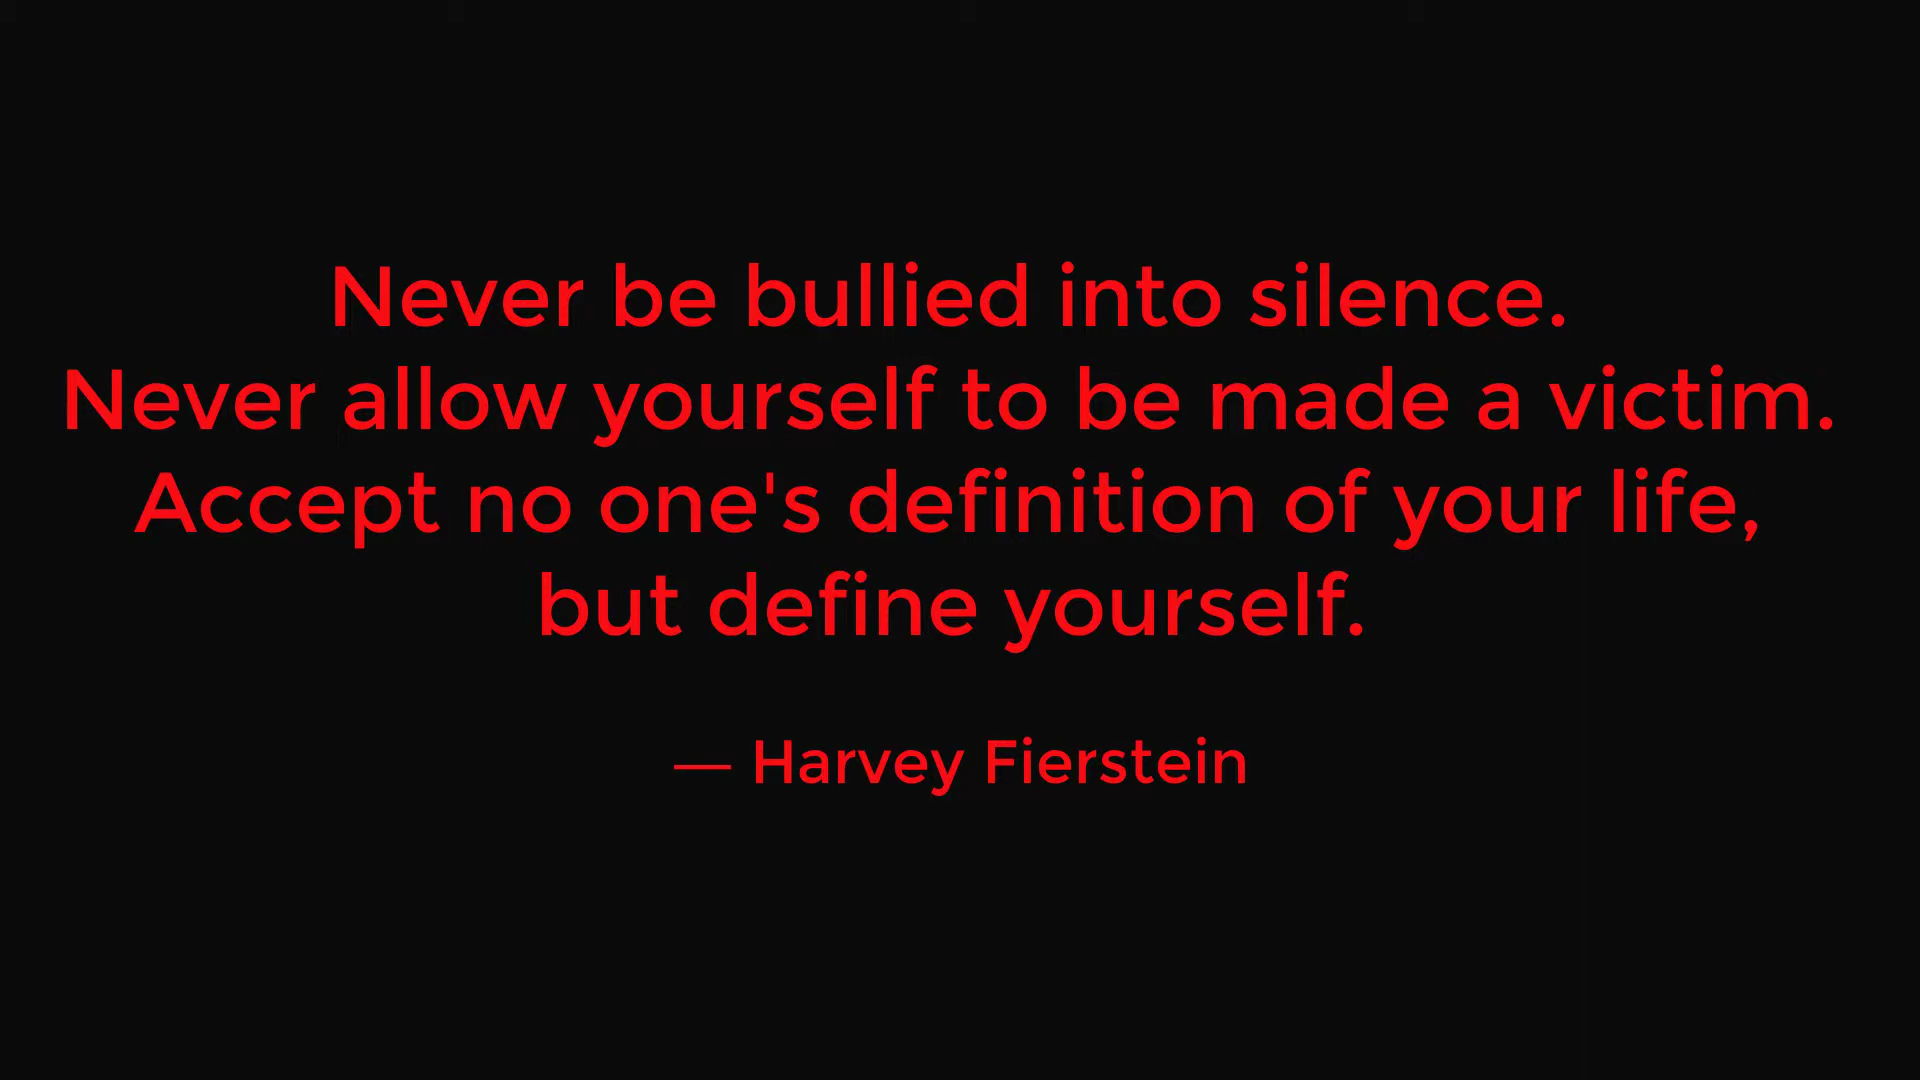 Never be bullied into silence.
Never allow yourself to be made a victim.
Accept no one's definition of your life,
but define yourself.
— Harvey Fierstein